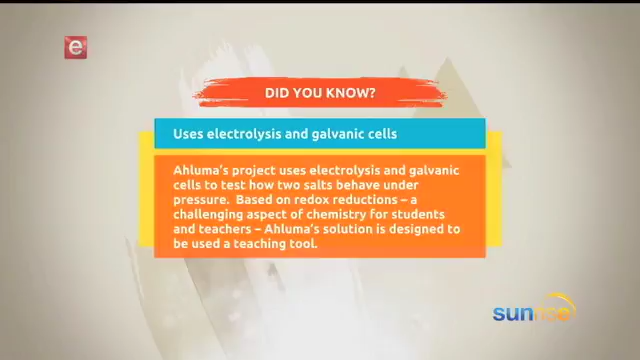 e
DID YOU KNOW?
Uses electrolysis and galvanic cells
Ahluma's project uses electrolysis and galvanic
cells to test how two salts behave under
pressure. Based on redox reductions – a
challenging aspect of chemistry for students
and teachers – Ahluma's solution is designed to
be used a teaching tool.
sunrise